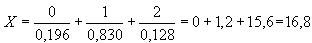 X = 0/0,196 + 1/0,830 + 2/0,128 = 0 + 1,2 + 15,6 = 16,8